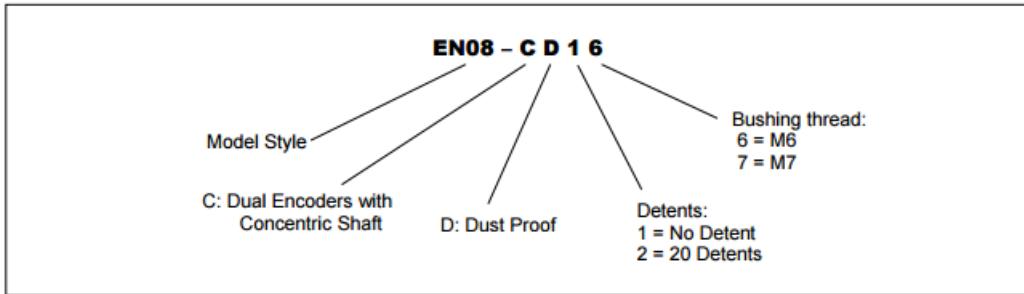 EN08 – C D 1 6
Model Style
C: Dual Encoders with
Concentric Shaft
D: Dust Proof
Detents:
1 = No Detent
2 = 20 Detents
Bushing thread:
6 = M6
7 = M7